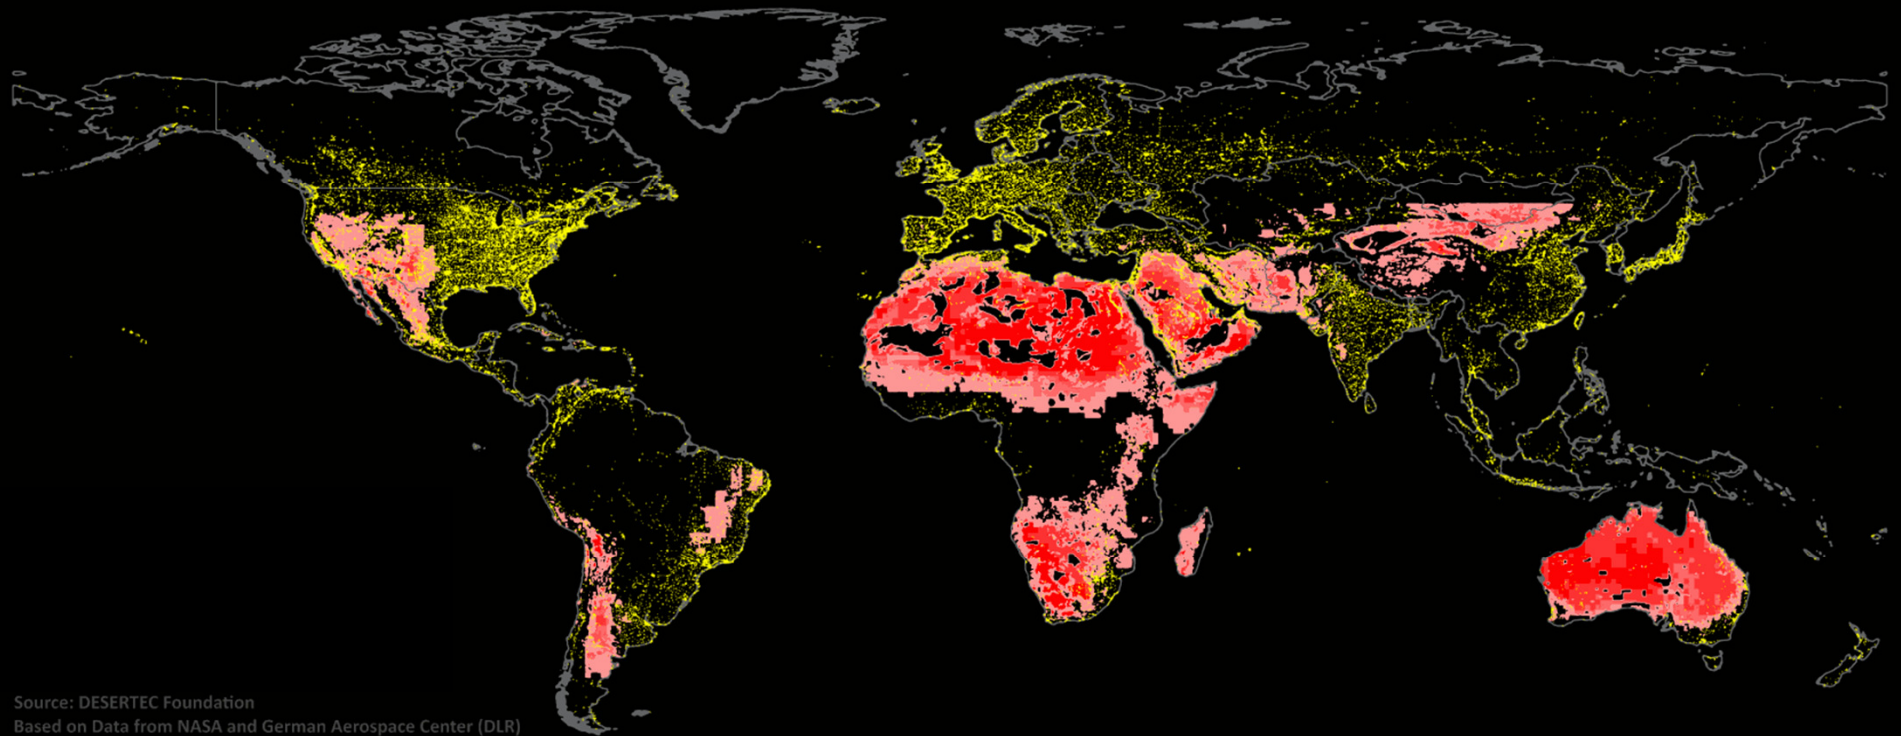 Source: DESERTEC Foundation
Based on Data from NASA and German Aerospace Center (DLR)